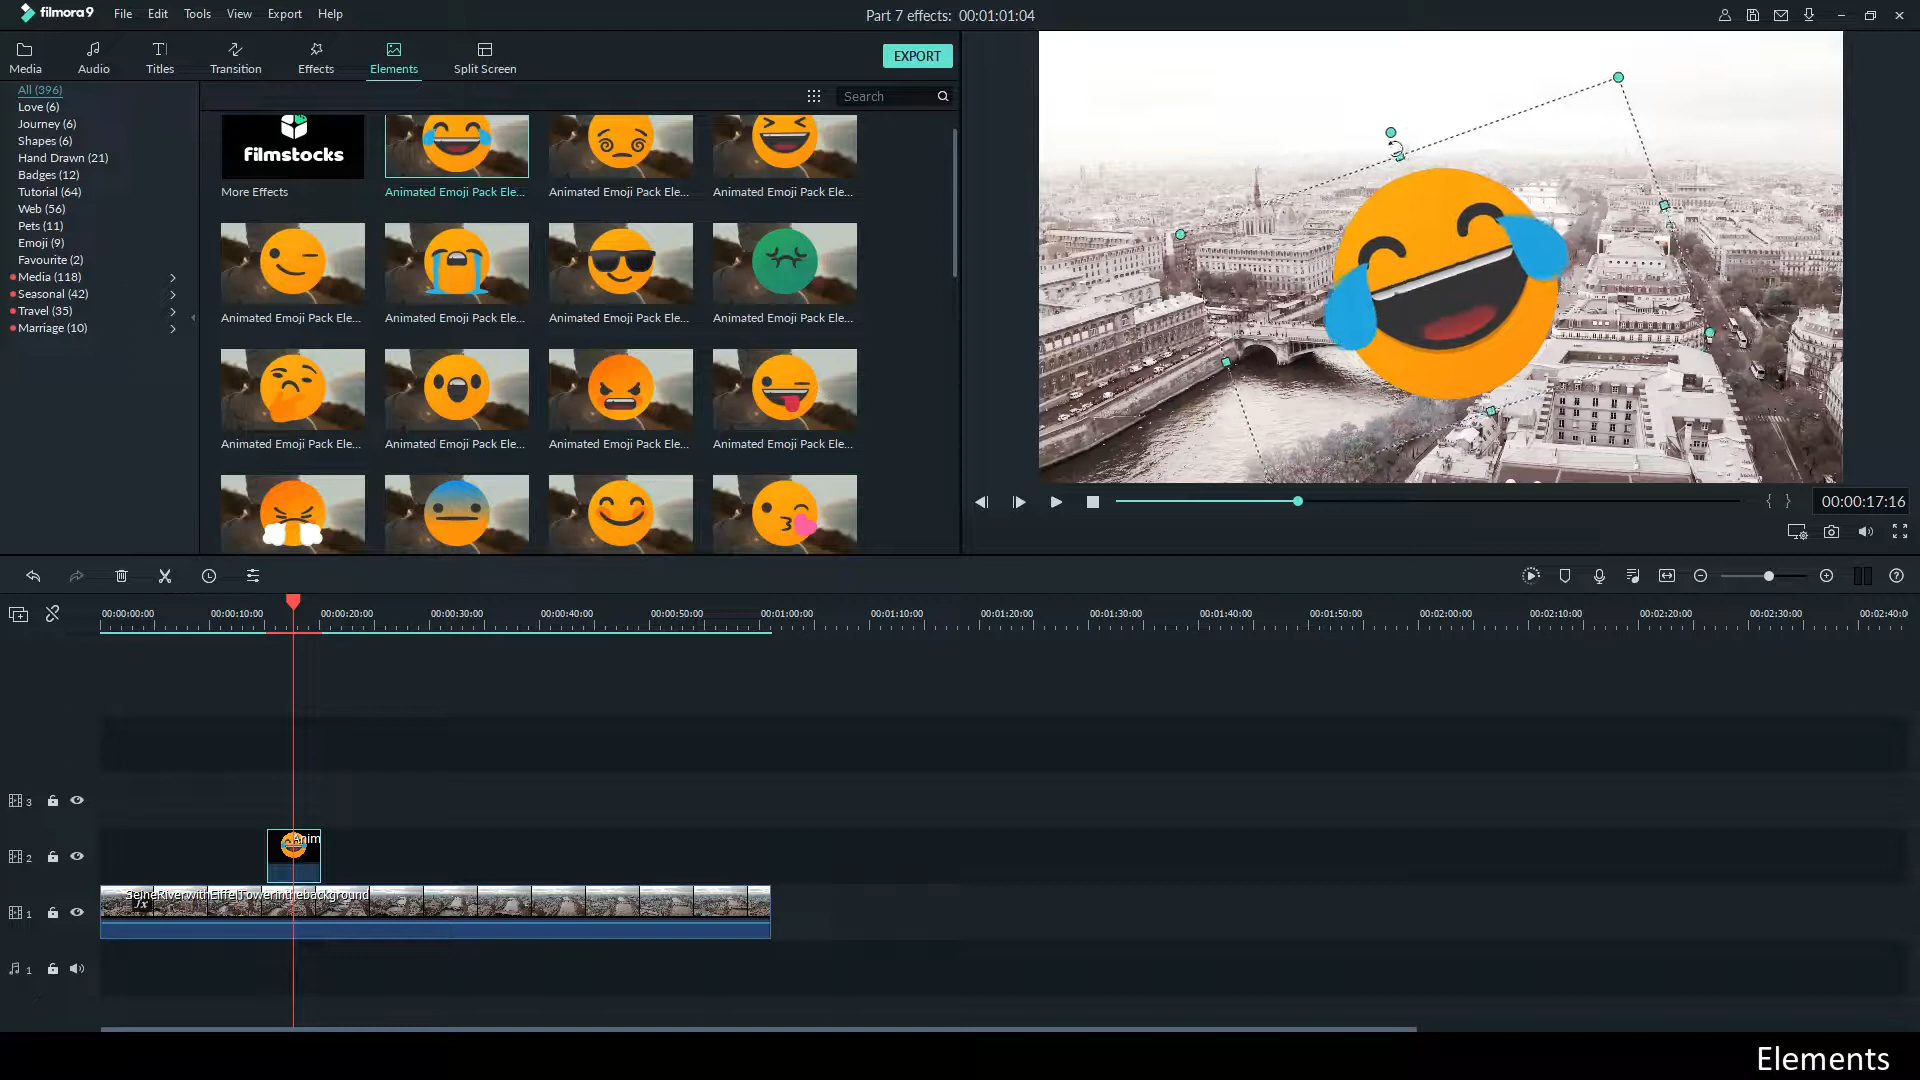 filmora9 File Edit Tools View Export Help Part 7 effects: 00:01:01:04
Media Audio Titles Transition Effects Elements Split Screen EXPORT
Search
All (396)
Love (6)
Journey (6)
Shapes (6)
Hand Drawn (21)
Badges (12)
Tutorial (64)
Web (56)
Pets (11)
Emoji (9)
Favourite (2)
Media (118)
Seasonal (42)
Travel (35)
Marriage (10)
filmstocks
More Effects Animated Emoji Pack Ele... Animated Emoji Pack Ele... Animated Emoji Pack Ele...
Animated Emoji Pack Ele... Animated Emoji Pack Ele... Animated Emoji Pack Ele... Animated Emoji Pack Ele...
Animated Emoji Pack Ele... Animated Emoji Pack Ele... Animated Emoji Pack Ele... Animated Emoji Pack Ele...
{ } 00:00:17:16
00:00:00:00 00:00:10:00 00:00:20:00 00:00:30:00 00:00:40:00 00:00:50:00 00:01:00:00 00:01:10:00 00:01:20:00 00:01:30:00 00:01:40:00 00:01:50:00 00:02:00:00 00:02:10:00 00:02:20:00 00:02:30:00 00:02:40:0
3
2 Anim
SeineRiverwithEiffelTowerinthebackground
fx
1
1
Elements